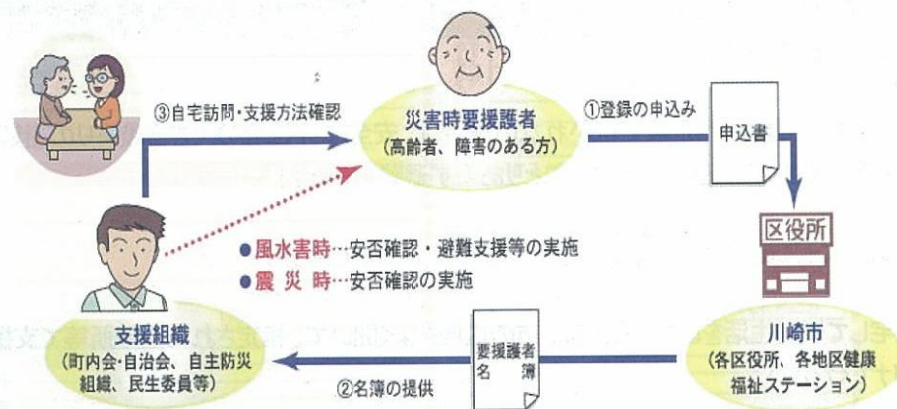 ③自宅訪問・支援方法確認
災害時要援護者
(高齢者、障害のある方)
①登録の申込み
申込書
区役所
●風水害時…安否確認・避難支援等の実施
●震災時…安否確認の実施
支援組織
(町内会・自治会、自主防災
組織、民生委員等)
②名簿の提供
要援護者
名簿
川崎市
(各区役所、各地区健康
福祉ステーション)